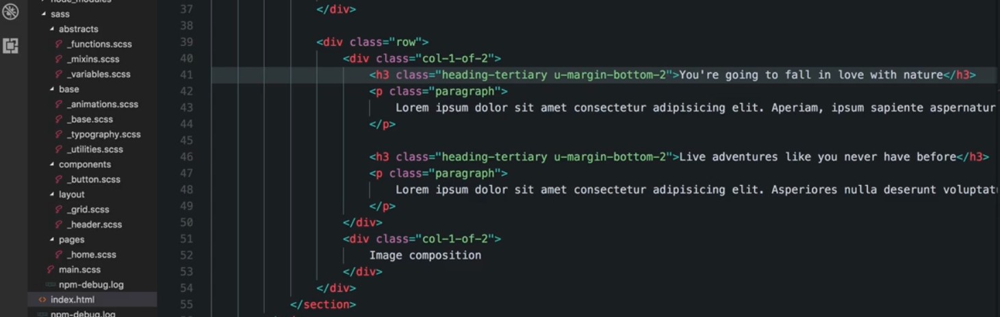 node_modules
sass
abstracts
_functions.scss
_mixins.scss
_variables.scss
base
_animations.scss
_base.scss
_typography.scss
_utilities.scss
components
_button.scss
layout
_grid.scss
_header.scss
pages
_home.scss
main.scss
npm-debug.log
index.html
npm-debug.log
37 </div>
38
39 <div class="row">
40 <div class="col-1-of-2">
41 <h3 class="heading-tertiary u-margin-bottom-2">You're going to fall in love with nature</h3>
42 <p class="paragraph">
43 Lorem ipsum dolor sit amet consectetur adipisicing elit. Aperiam, ipsum sapiente aspernatur
44 </p>
45
46 <h3 class="heading-tertiary u-margin-bottom-2">Live adventures like you never have before</h3>
47 <p class="paragraph">
48 Lorem ipsum dolor sit amet consectetur adipisicing elit. Asperiores nulla deserunt voluptat
49 </p>
50 </div>
51 <div class="col-1-of-2">
52 Image composition
53 </div>
54 </div>
55 </section>